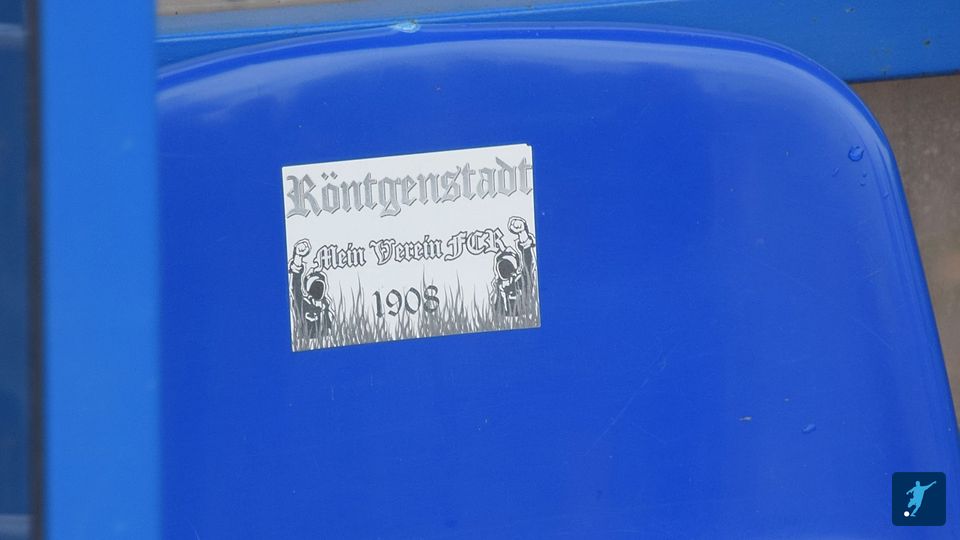 Röntgenstadt
Mein Verein FCR
1908